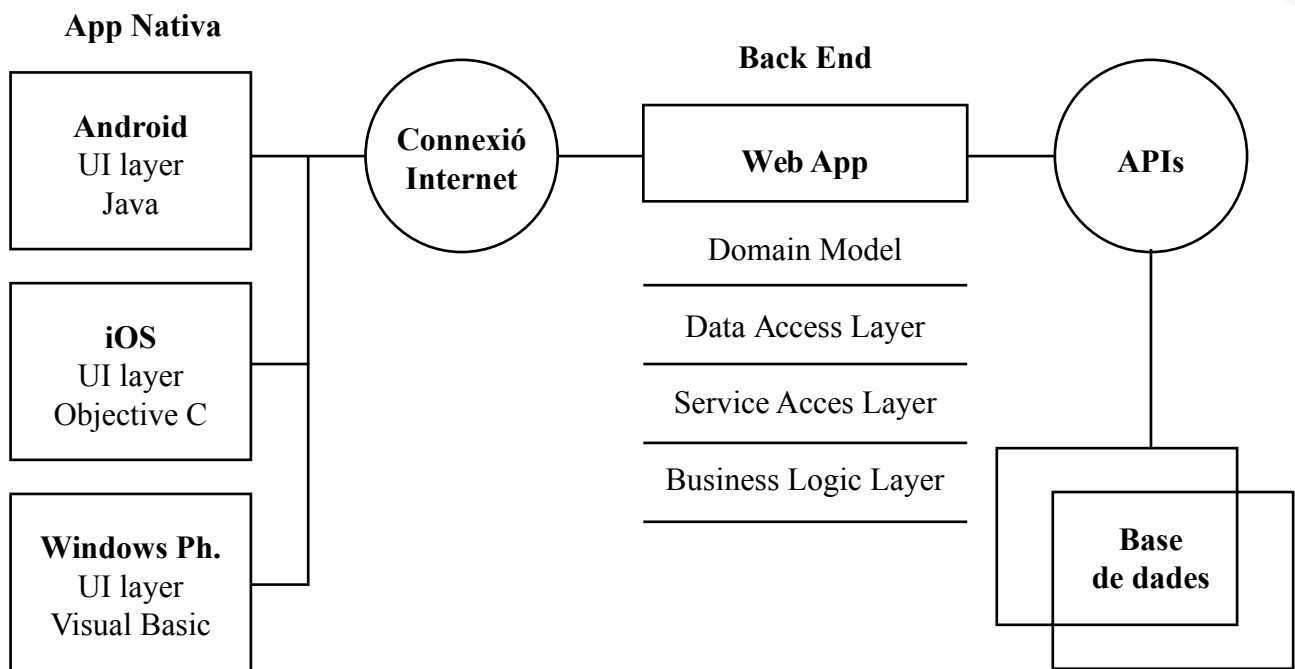 App Nativa
Android
UI layer
Java
iOS
UI layer
Objective C
Windows Ph.
UI layer
Visual Basic
Connexió
Internet
Back End
Web App
Domain Model
Data Access Layer
Service Acces Layer
Business Logic Layer
APIs
Base
de dades